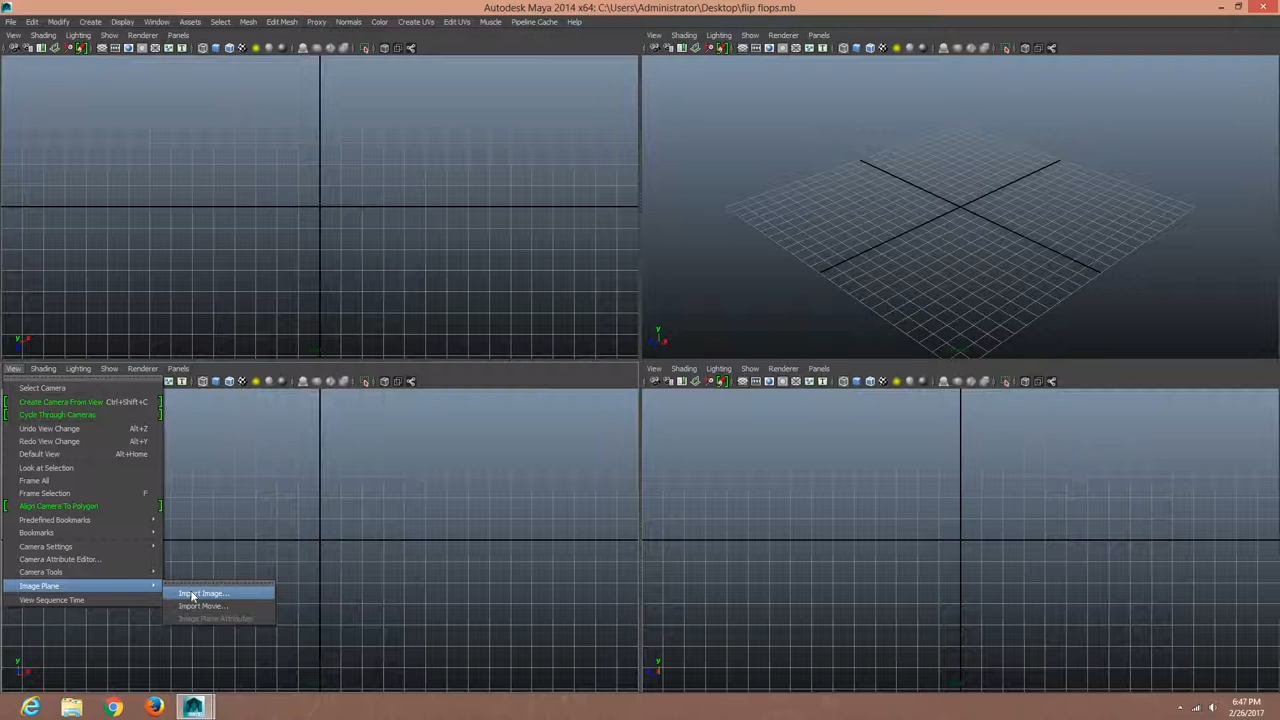 Autodesk Maya 2014 x64: C:\Users\Administrator\Desktop\flip flops.mb
File Edit Modify Create Display Window Assets Select Mesh Edit Mesh Proxy Normals Color Create UVs Edit UVs Muscle Pipeline Cache Help
View Shading Lighting Show Renderer Panels
View Shading Lighting Show Renderer Panels
y
y
View Shading Lighting Show Renderer Panels
View Shading Lighting Show Renderer Panels
Select Camera
Create Camera From View Ctrl+Shift+C
Cycle Through Cameras
Undo View Change Alt+Z
Redo View Change Alt+Y
Default View Alt+Home
Look at Selection
Frame All
Frame Selection F
Align Camera To Polygon
Predefined Bookmarks
Bookmarks
Camera Settings
Camera Attribute Editor...
Camera Tools
Image Plane
View Sequence Time
Import Image...
Import Movie...
Image Plane Attributes
y
y
6:47 PM
2/26/2017